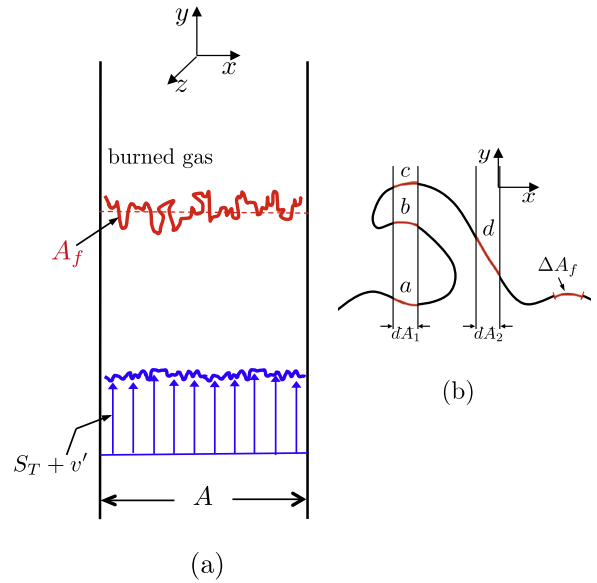 y
x
z
burned gas
A_f
S_T + v'
A
(a)
y
x
c
b
a
d
ΔA_f
dA_1
dA_2
(b)